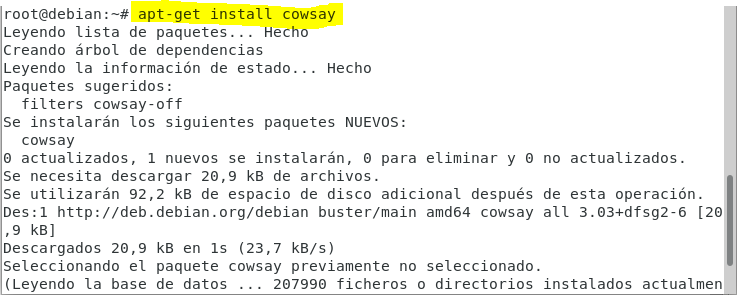 root@debian:~# apt-get install cowsay
Leyendo lista de paquetes... Hecho
Creando árbol de dependencias
Leyendo la información de estado... Hecho
Paquetes sugeridos:
  filters cowsay-off
Se instalarán los siguientes paquetes NUEVOS:
  cowsay
0 actualizados, 1 nuevos se instalarán, 0 para eliminar y 0 no actualizados.
Se necesita descargar 20,9 kB de archivos.
Se utilizarán 92,2 kB de espacio de disco adicional después de esta operación.
Des:1 http://deb.debian.org/debian buster/main amd64 cowsay all 3.03+dfsg2-6 [20
,9 kB]
Descargados 20,9 kB en 1s (23,7 kB/s)
Seleccionando el paquete cowsay previamente no seleccionado.
(Leyendo la base de datos ... 207990 ficheros o directorios instalados actualmen